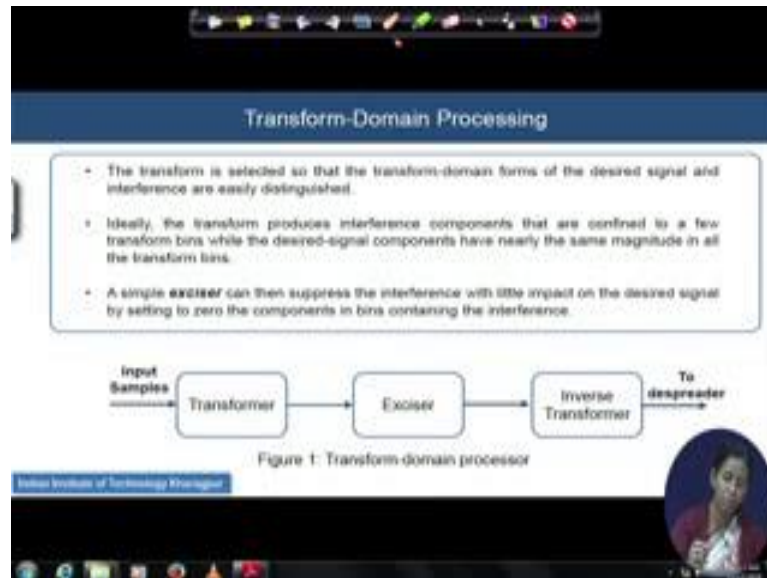 Transform-Domain Processing
• The transform is selected so that the transform-domain forms of the desired signal and
interference are easily distinguished.
• Ideally, the transform produces interference components that are confined to a few
transform bins while the desired-signal components have nearly the same magnitude in all
the transform bins.
• A simple exciser can then suppress the interference with little impact on the desired signal
by setting to zero the components in bins containing the interference.
Input
Samples
Transformer
Exciser
Inverse
Transformer
To
despreader
Figure 1: Transform-domain processor
Indian Institute of Technology Kharagpur